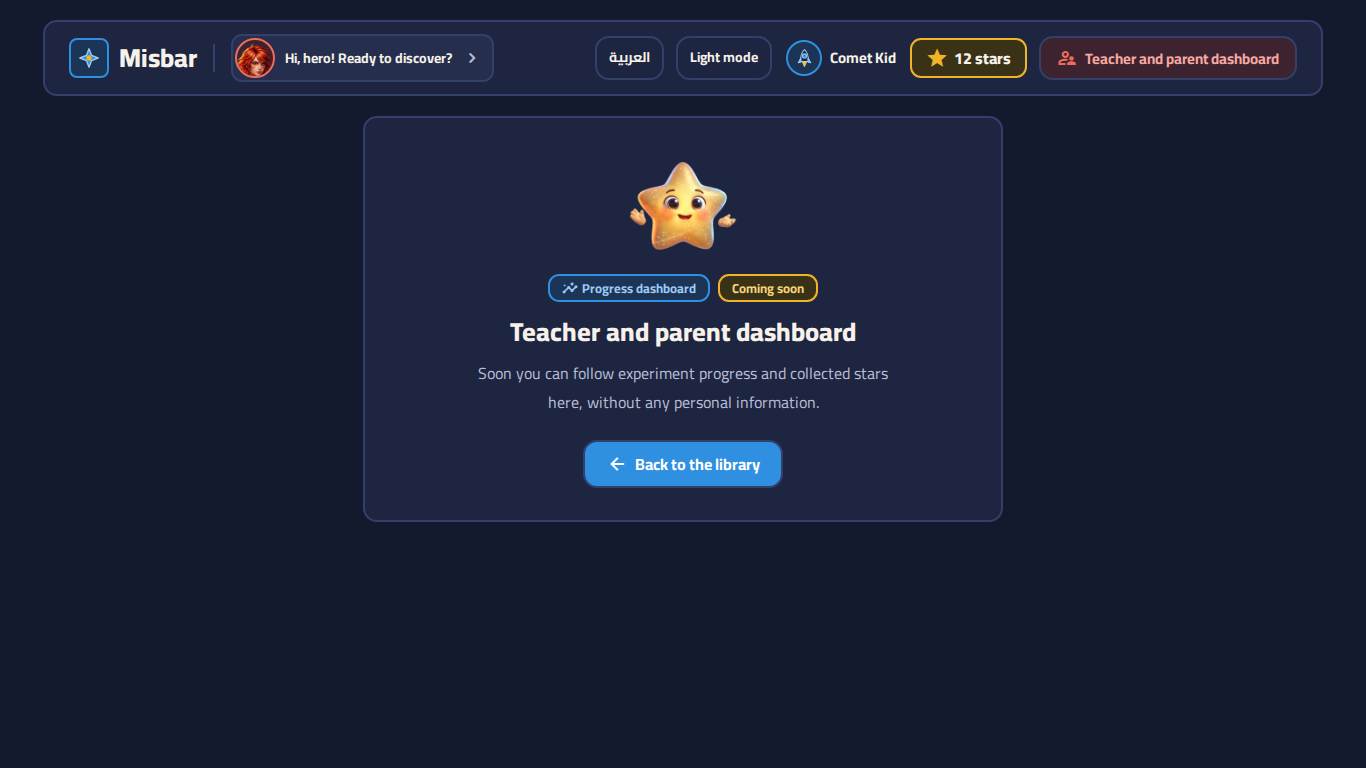 Misbar
Hi, hero! Ready to discover?
العربية
Light mode
Comet Kid
12 stars
Teacher and parent dashboard
Progress dashboard
Coming soon
Teacher and parent dashboard
Soon you can follow experiment progress and collected stars
here, without any personal information.
Back to the library